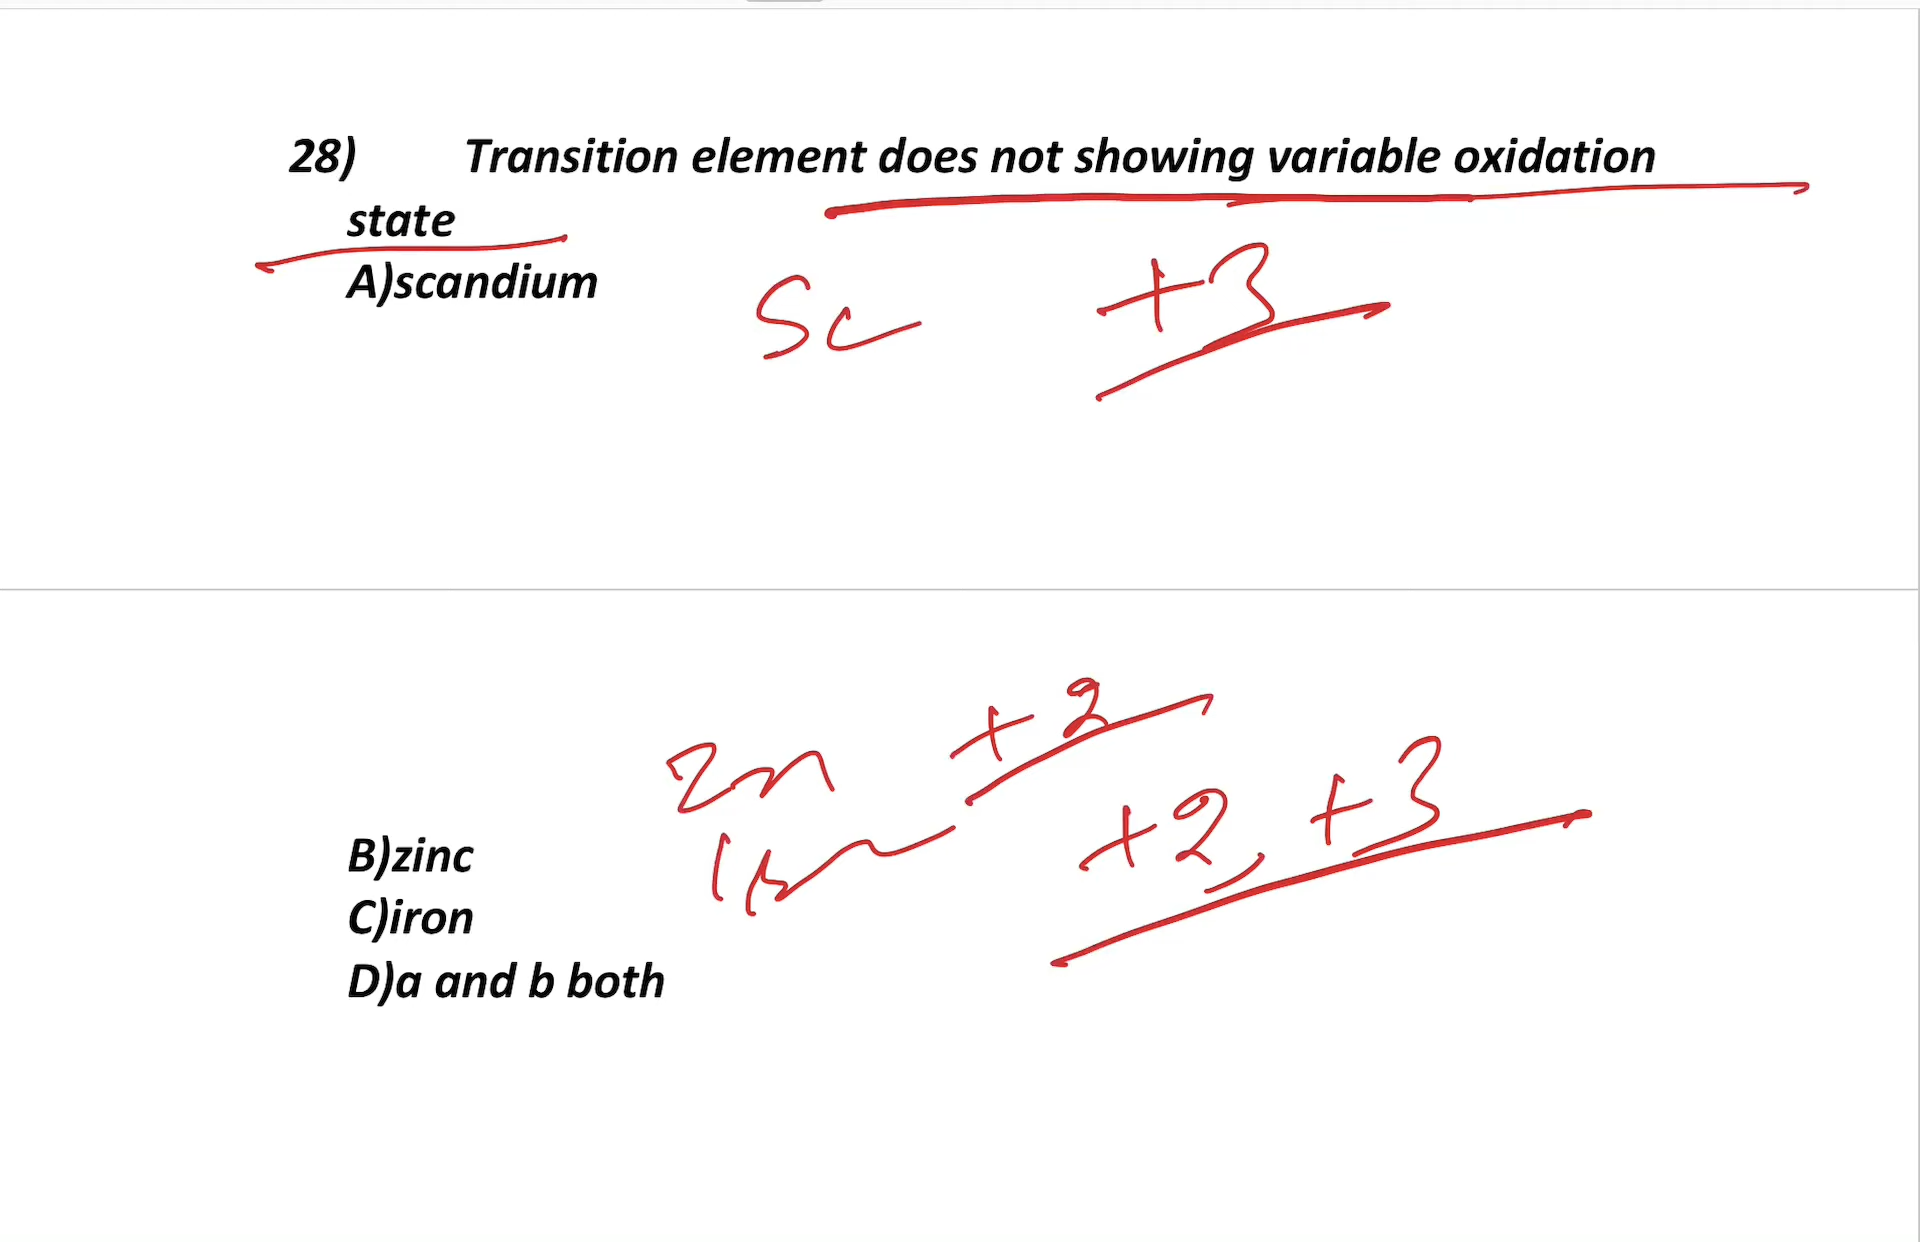 28) Transition element does not showing variable oxidation
state
A)scandium
Sc +3
Zn +2
Iron +2, +3
B)zinc
C)iron
D)a and b both